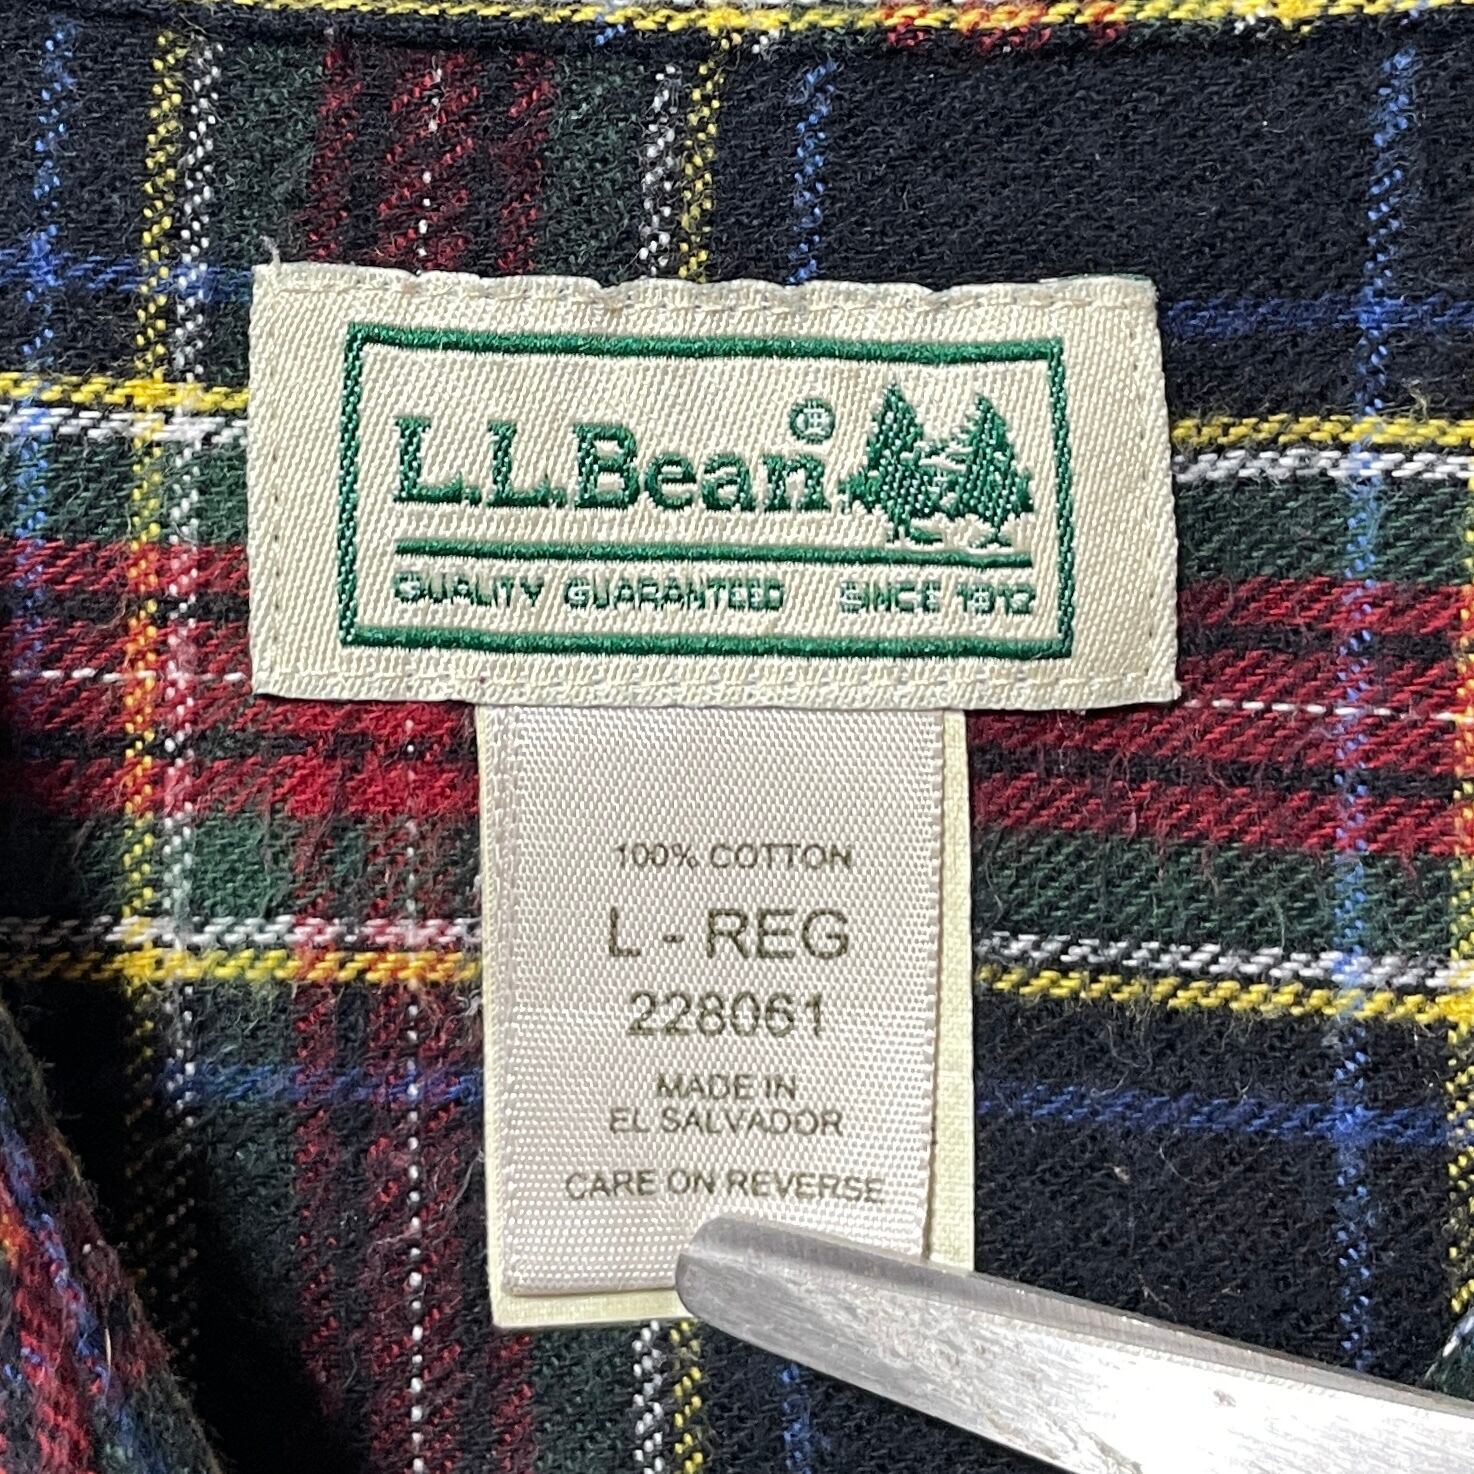 L.L.Bean®
QUALITY GUARANTEED SINCE 1912
100% COTTON
L - REG
228061
MADE IN
EL SALVADOR
CARE ON REVERSE